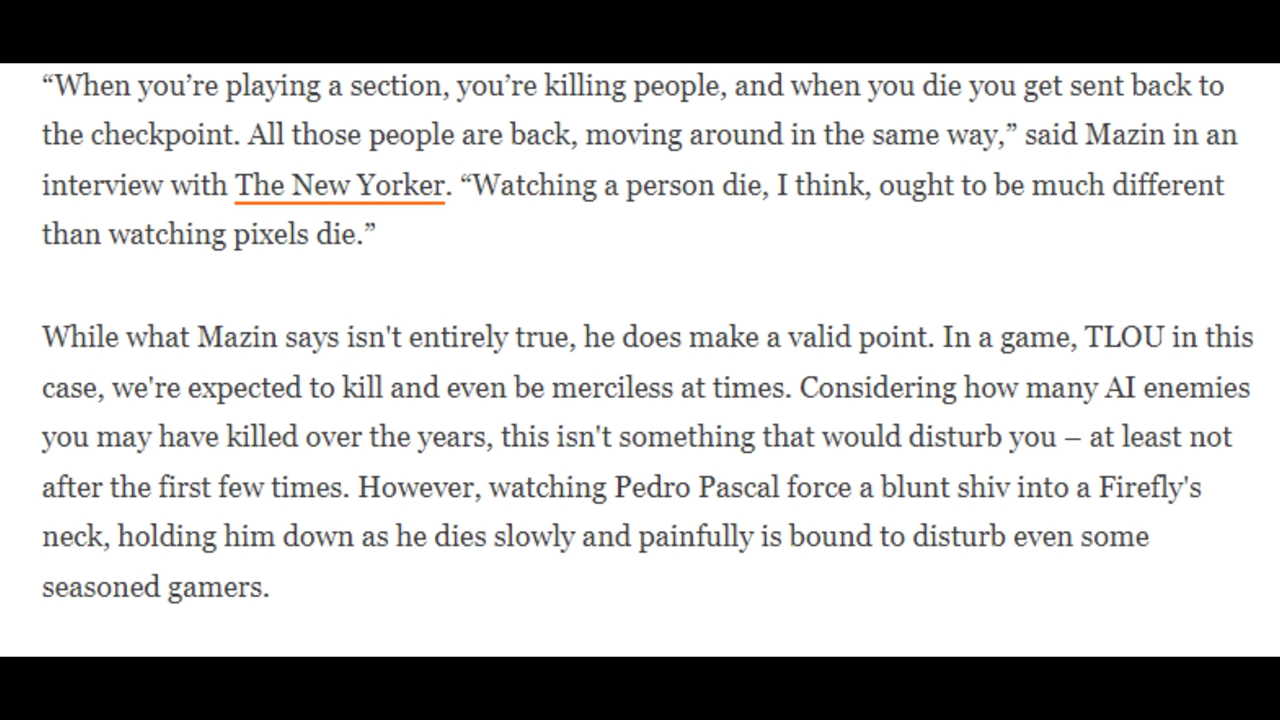 “When you’re playing a section, you’re killing people, and when you die you get sent back to
the checkpoint. All those people are back, moving around in the same way,” said Mazin in an
interview with The New Yorker. “Watching a person die, I think, ought to be much different
than watching pixels die.”
While what Mazin says isn't entirely true, he does make a valid point. In a game, TLOU in this
case, we're expected to kill and even be merciless at times. Considering how many AI enemies
you may have killed over the years, this isn't something that would disturb you – at least not
after the first few times. However, watching Pedro Pascal force a blunt shiv into a Firefly's
neck, holding him down as he dies slowly and painfully is bound to disturb even some
seasoned gamers.